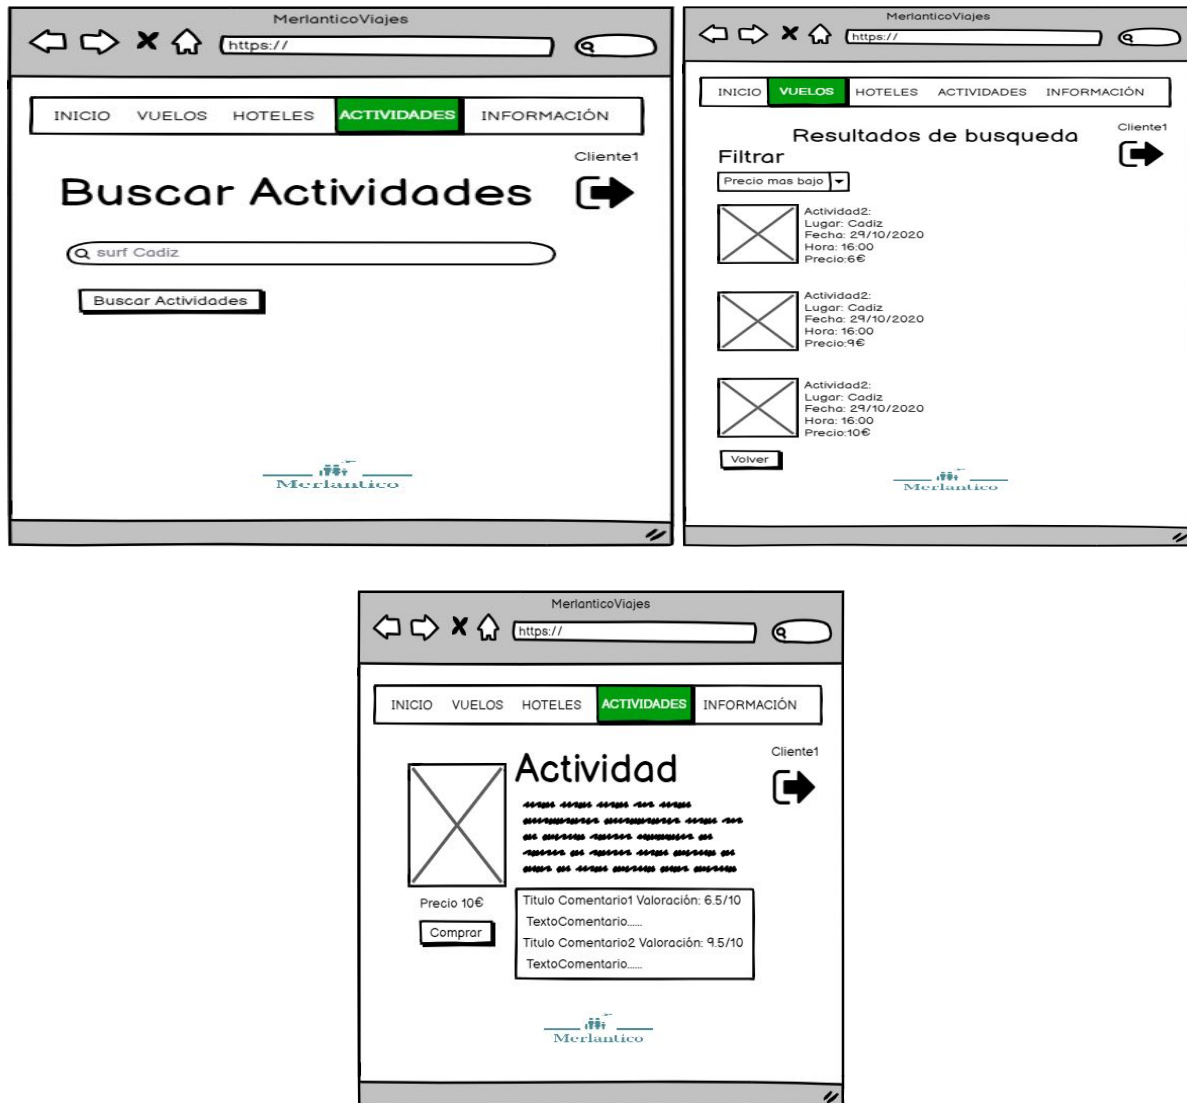 MerlanticoViajes
https://
INICIO VUELOS HOTELES ACTIVIDADES INFORMACIÓN
Cliente1
Buscar Actividades
surf Cadiz
Buscar Actividades
Merlantico
MerlanticoViajes
https://
INICIO VUELOS HOTELES ACTIVIDADES INFORMACIÓN
Cliente1
Resultados de busqueda
Filtrar
Precio mas bajo
Actividad2:
Lugar: Cadiz
Fecha: 29/10/2020
Hora: 16:00
Precio:6€
Actividad2:
Lugar: Cadiz
Fecha: 29/10/2020
Hora: 16:00
Precio:9€
Actividad2:
Lugar: Cadiz
Fecha: 29/10/2020
Hora: 16:00
Precio:10€
Volver
Merlantico
MerlanticoViajes
https://
INICIO VUELOS HOTELES ACTIVIDADES INFORMACIÓN
Cliente1
Actividad
Precio 10€
Comprar
Titulo Comentario1 Valoración: 6.5/10
TextoComentario......
Titulo Comentario2 Valoración: 9.5/10
TextoComentario......
Merlantico